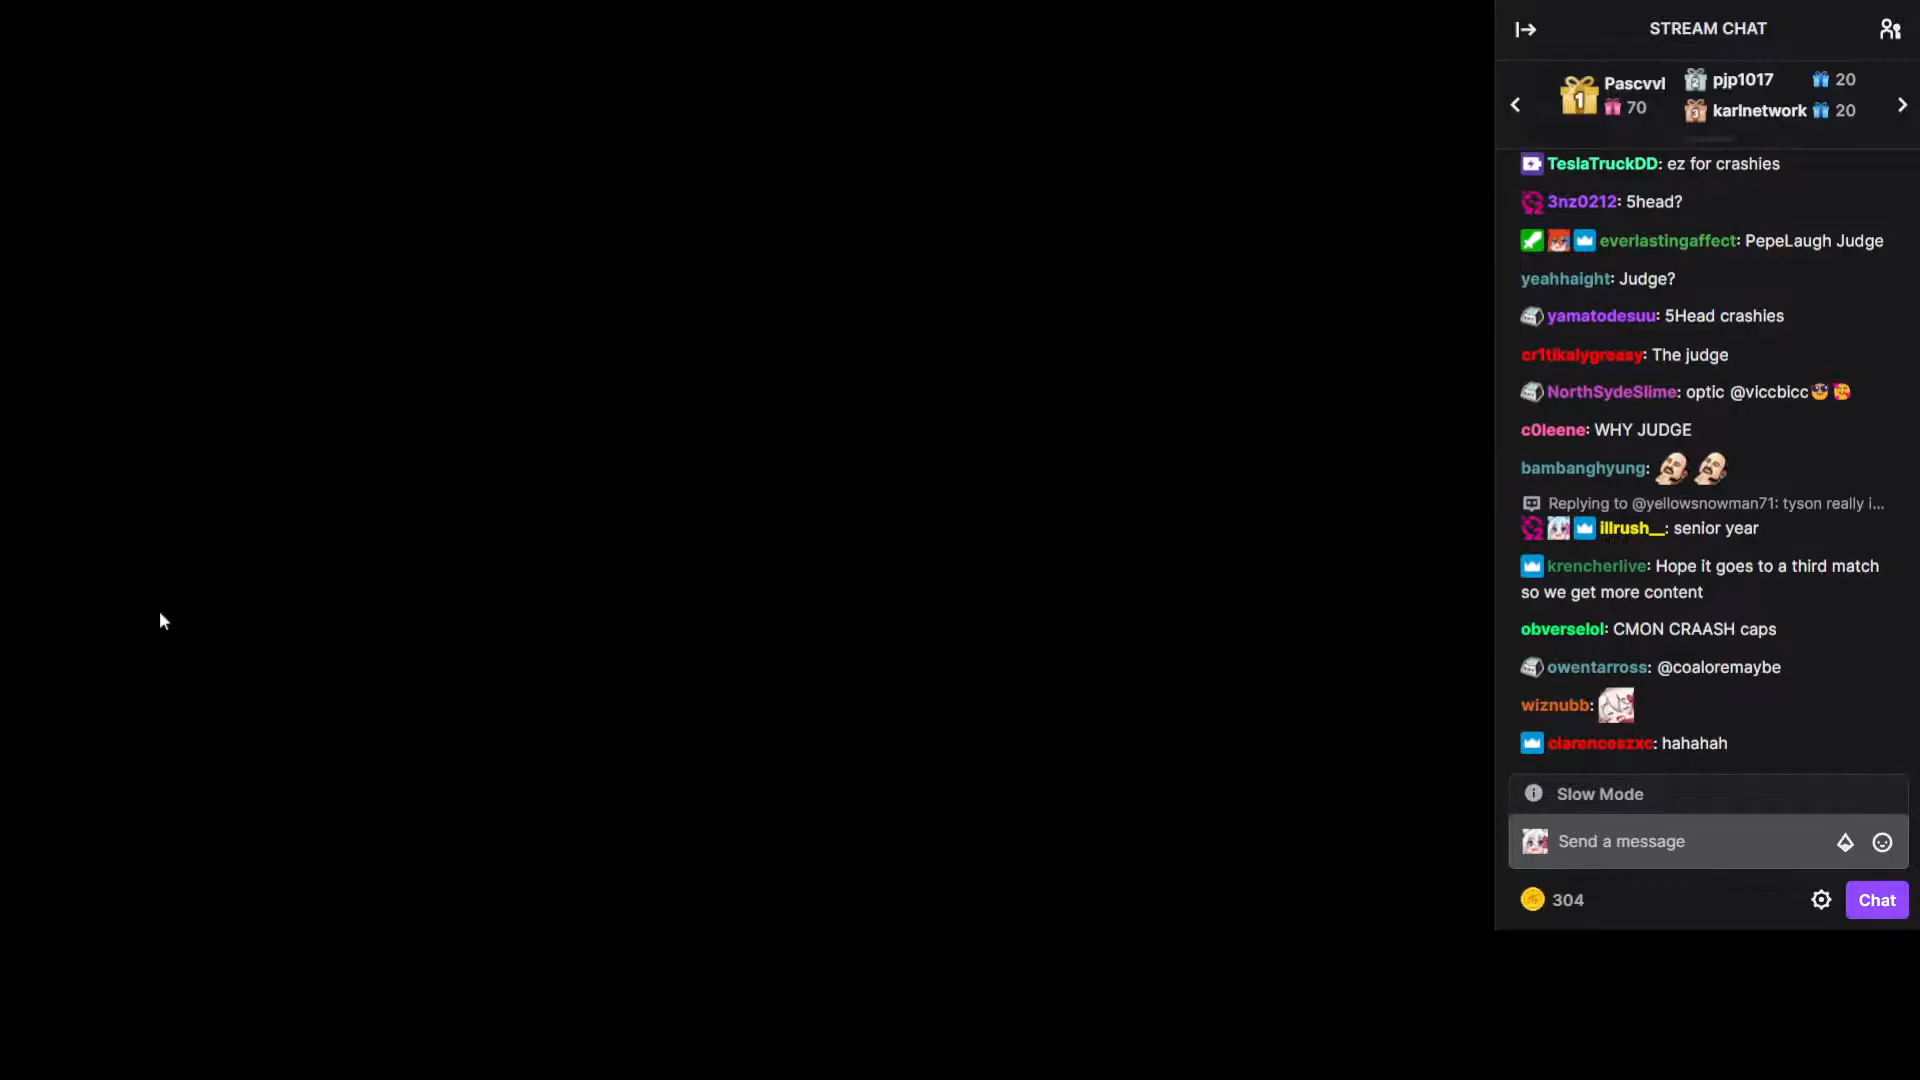 STREAM CHAT
Pascvvl
70
pjp1017 20
karlnetwork 20
TeslaTruckDD: ez for crashies
3nz0212: 5head?
everlastingaffect: PepeLaugh Judge
yeahhaight: Judge?
yamatodesuu: 5Head crashies
cr1tikalygreasy: The judge
NorthSydeSlime: optic @viccbicc
c0leene: WHY JUDGE
bambanghyung:
Replying to @yellowsnowman71: tyson really i...
illrush__: senior year
krencherlive: Hope it goes to a third match
so we get more content
obverselol: CMON CRAASH caps
owentarross: @coaloremaybe
wiznubb:
clarenceszxc: hahahah
Slow Mode
Send a message
304
Chat